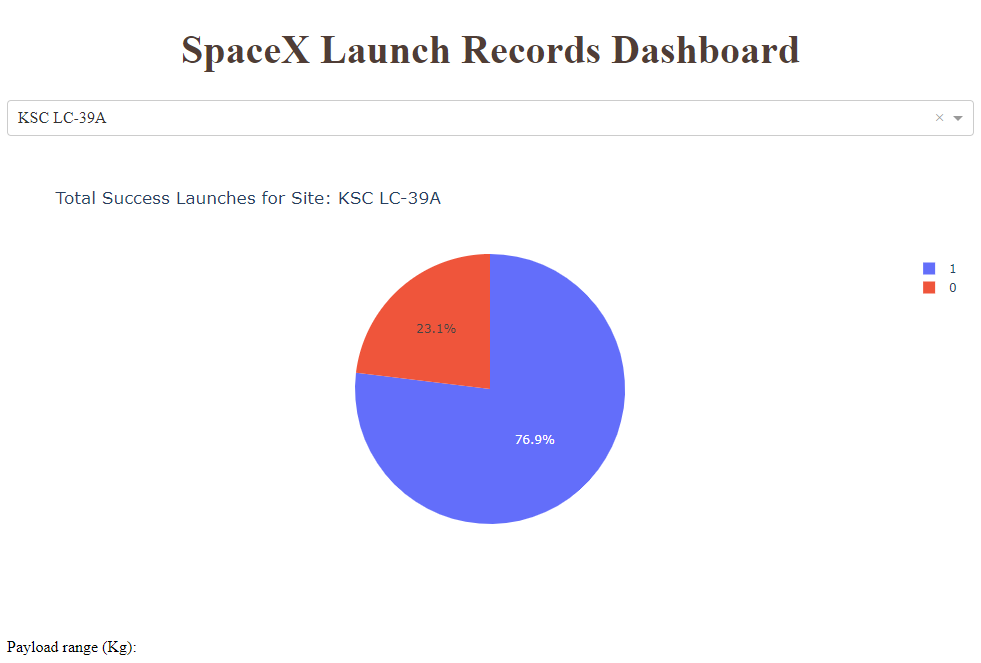 SpaceX Launch Records Dashboard
KSC LC-39A
×
Total Success Launches for Site: KSC LC-39A
1
0
23.1%
76.9%
Payload range (Kg):